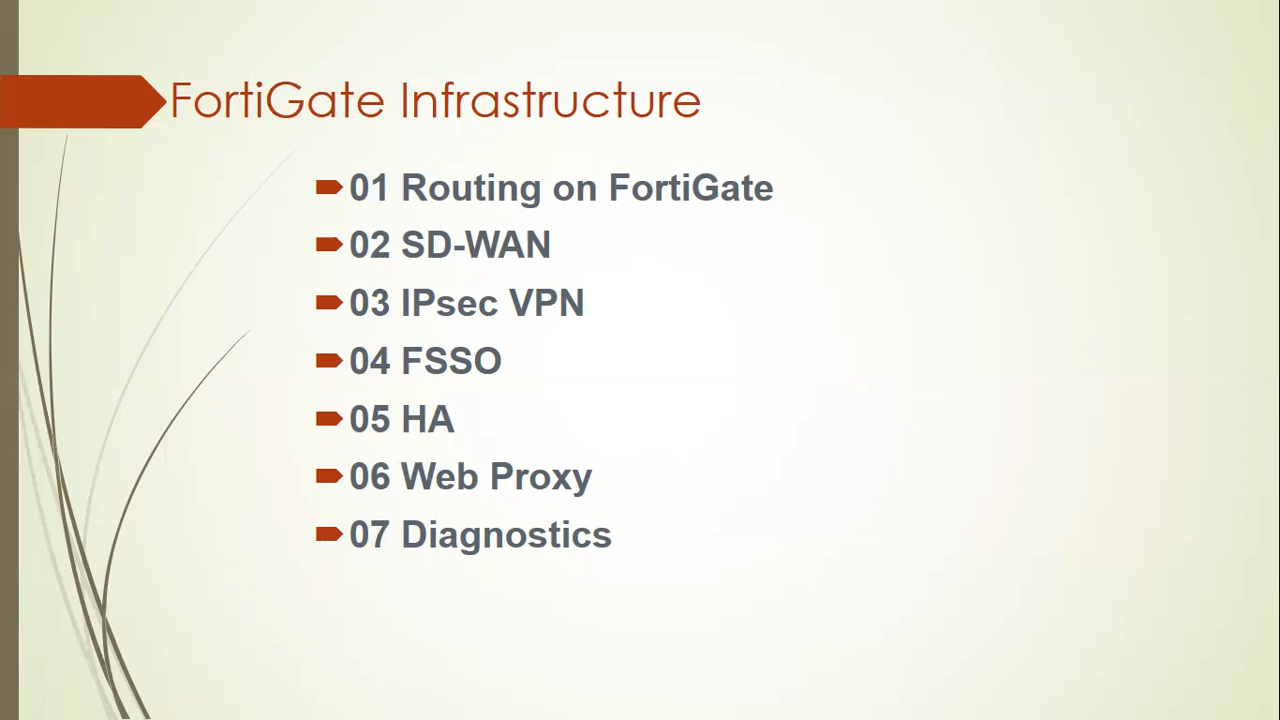 FortiGate Infrastructure
01 Routing on FortiGate
02 SD-WAN
03 IPsec VPN
04 FSSO
05 HA
06 Web Proxy
07 Diagnostics